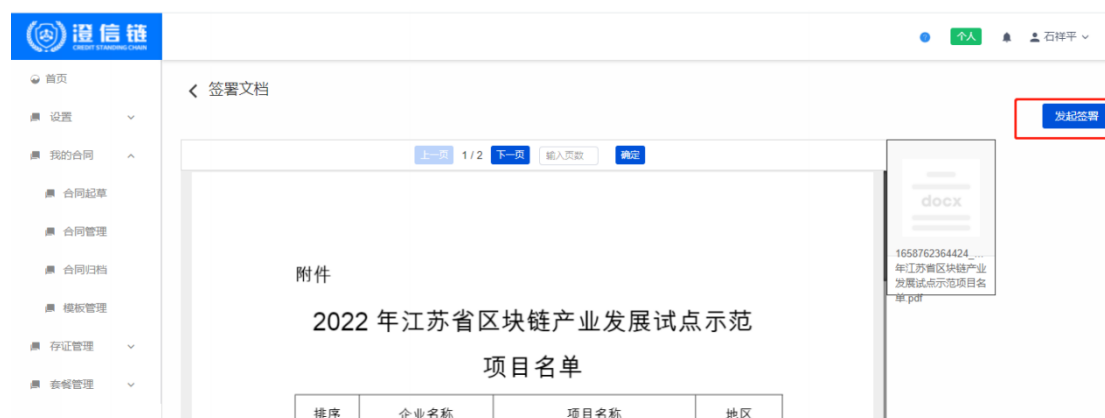 澄信链
CREDIT STANDING CHAIN
个人
石祥平
首页
设置
我的合同
合同起草
合同管理
合同归档
模板管理
存证管理
套餐管理
签署文档
发起签署
上一页 1 / 2 下一页 输入页数 确定
附件
2022 年江苏省区块链产业发展试点示范
项目名单
排序 企业名称 项目名称 地区
docx
1658762364424_...
年江苏省区块链产业
发展试点示范项目名
单.pdf